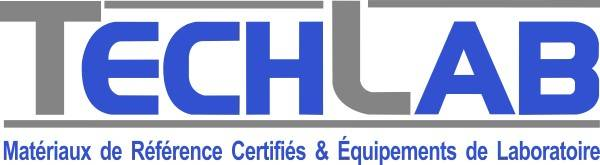 TECHLAB
Matériaux de Référence Certifiés & Équipements de Laboratoire